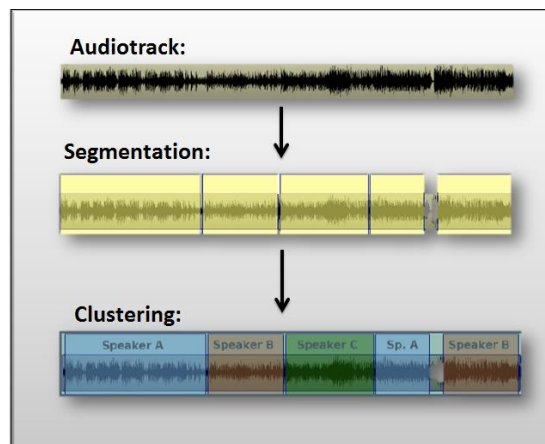 Audiotrack:
Segmentation:
Clustering:
Speaker A Speaker B Speaker C Sp. A Speaker B